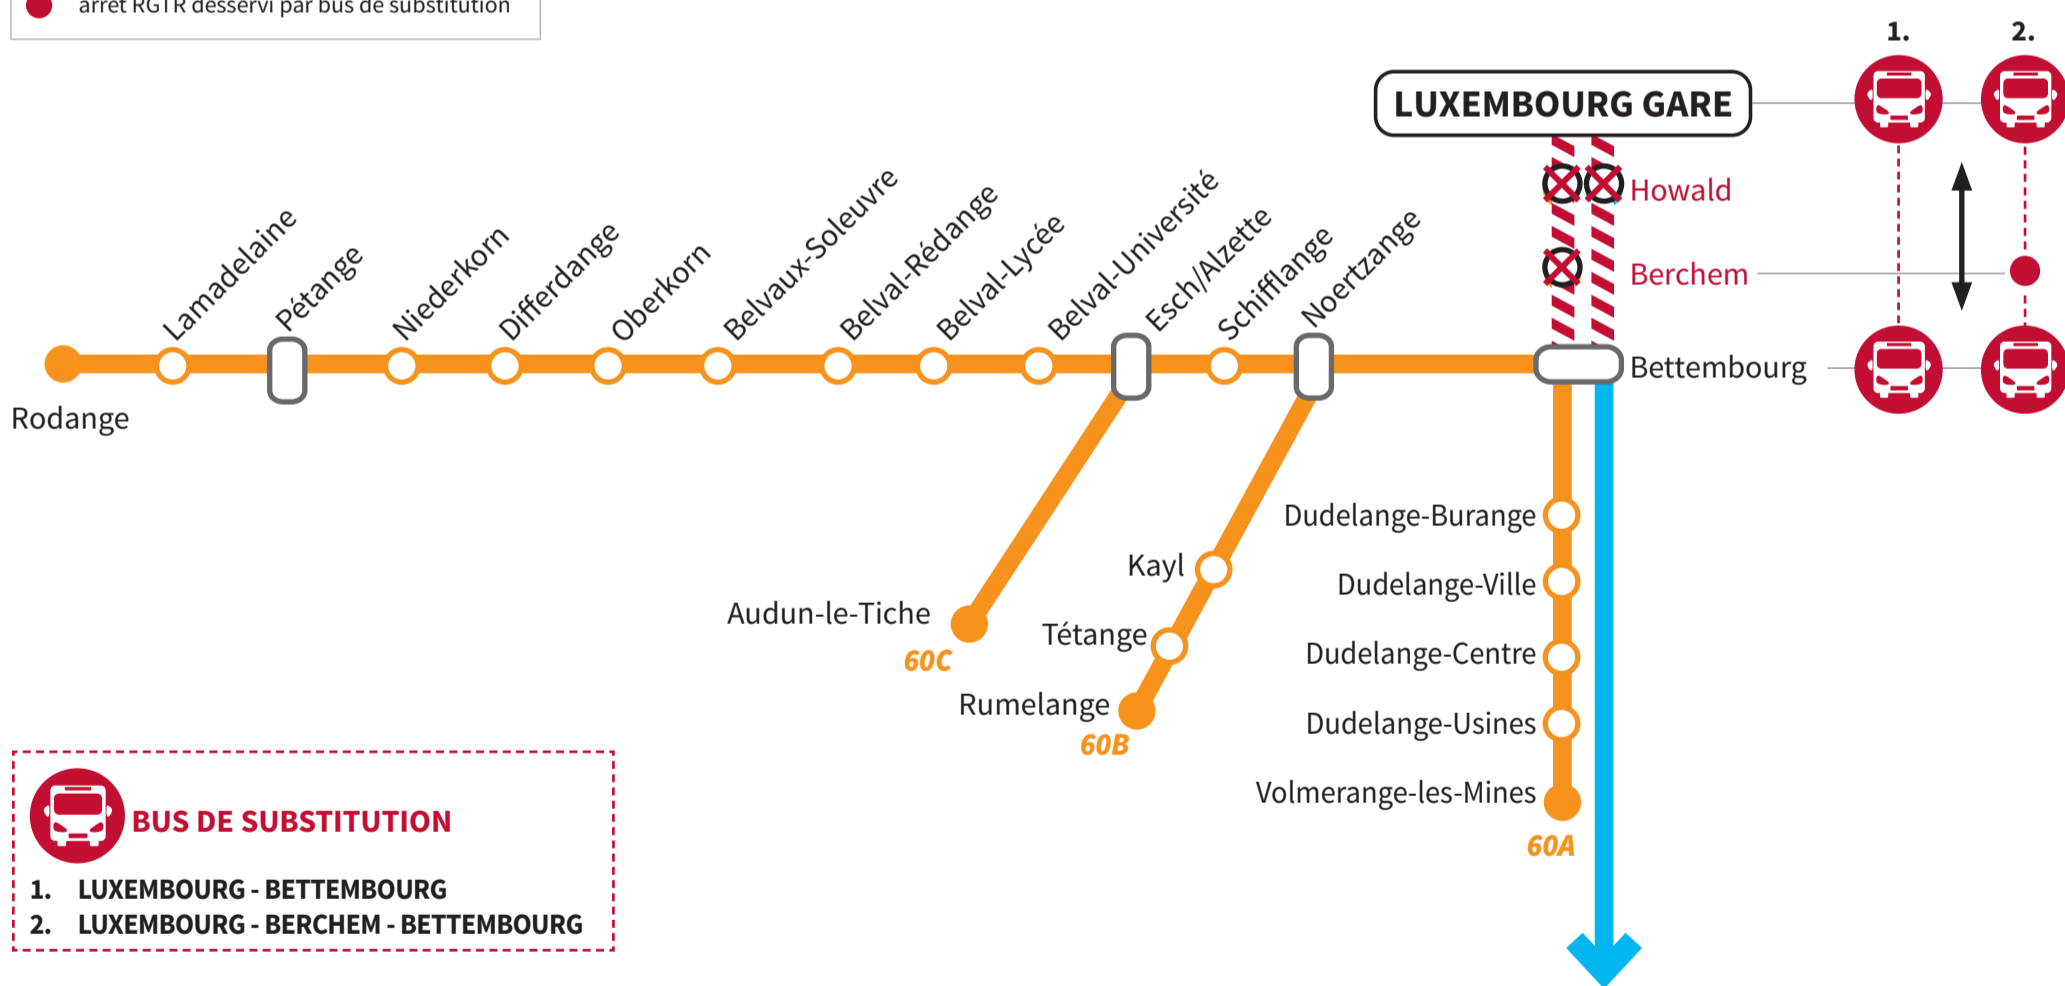 arrêt RGTR desservi par bus de substitution
1.
2.
LUXEMBOURG GARE
Howald
Berchem
Bettembourg
Rodange
Lamadelaine
Pétange
Niederkorn
Differdange
Oberkorn
Belvaux-Soleuvre
Belval-Rédange
Belval-Lycée
Belval-Université
Esch/Alzette
Schifflange
Noertzange
Audun-le-Tiche
60C
Kayl
Tétange
Rumelange
60B
Dudelange-Burange
Dudelange-Ville
Dudelange-Centre
Dudelange-Usines
Volmerange-les-Mines
60A
BUS DE SUBSTITUTION
1. LUXEMBOURG - BETTEMBOURG
2. LUXEMBOURG - BERCHEM - BETTEMBOURG